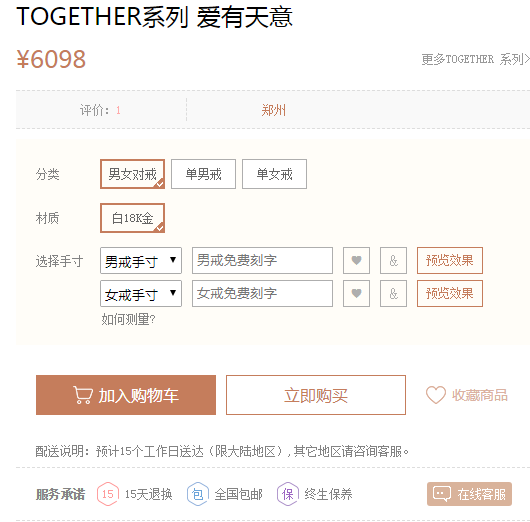 TOGETHER系列 爱有天意
¥6098
更多TOGETHER 系列>
评价：1
郑州
分类 男女对戒 单男戒 单女戒
材质 白18K金
选择手寸 男戒手寸 男戒免费刻字 & 预览效果
女戒手寸 女戒免费刻字 & 预览效果
如何测量?
加入购物车 立即购买 收藏商品
配送说明：预计15个工作日送达（限大陆地区）,其它地区请咨询客服。
服务承诺 15 15天退换 包 全国包邮 保 终生保养 在线客服